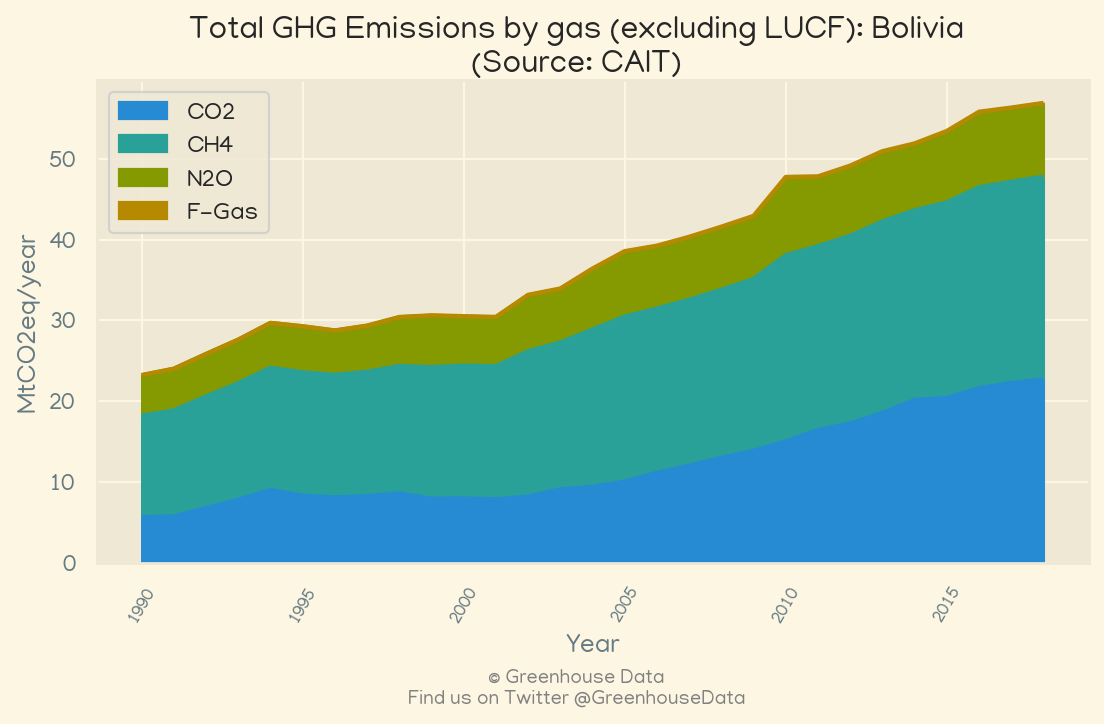 Total GHG Emissions by gas (excluding LUCF): Bolivia
(Source: CAIT)
CO2
CH4
N2O
F-Gas
MtCO2eq/year
50
40
30
20
10
0
1990
1995
2000
2005
2010
2015
Year
© Greenhouse Data
Find us on Twitter @GreenhouseData